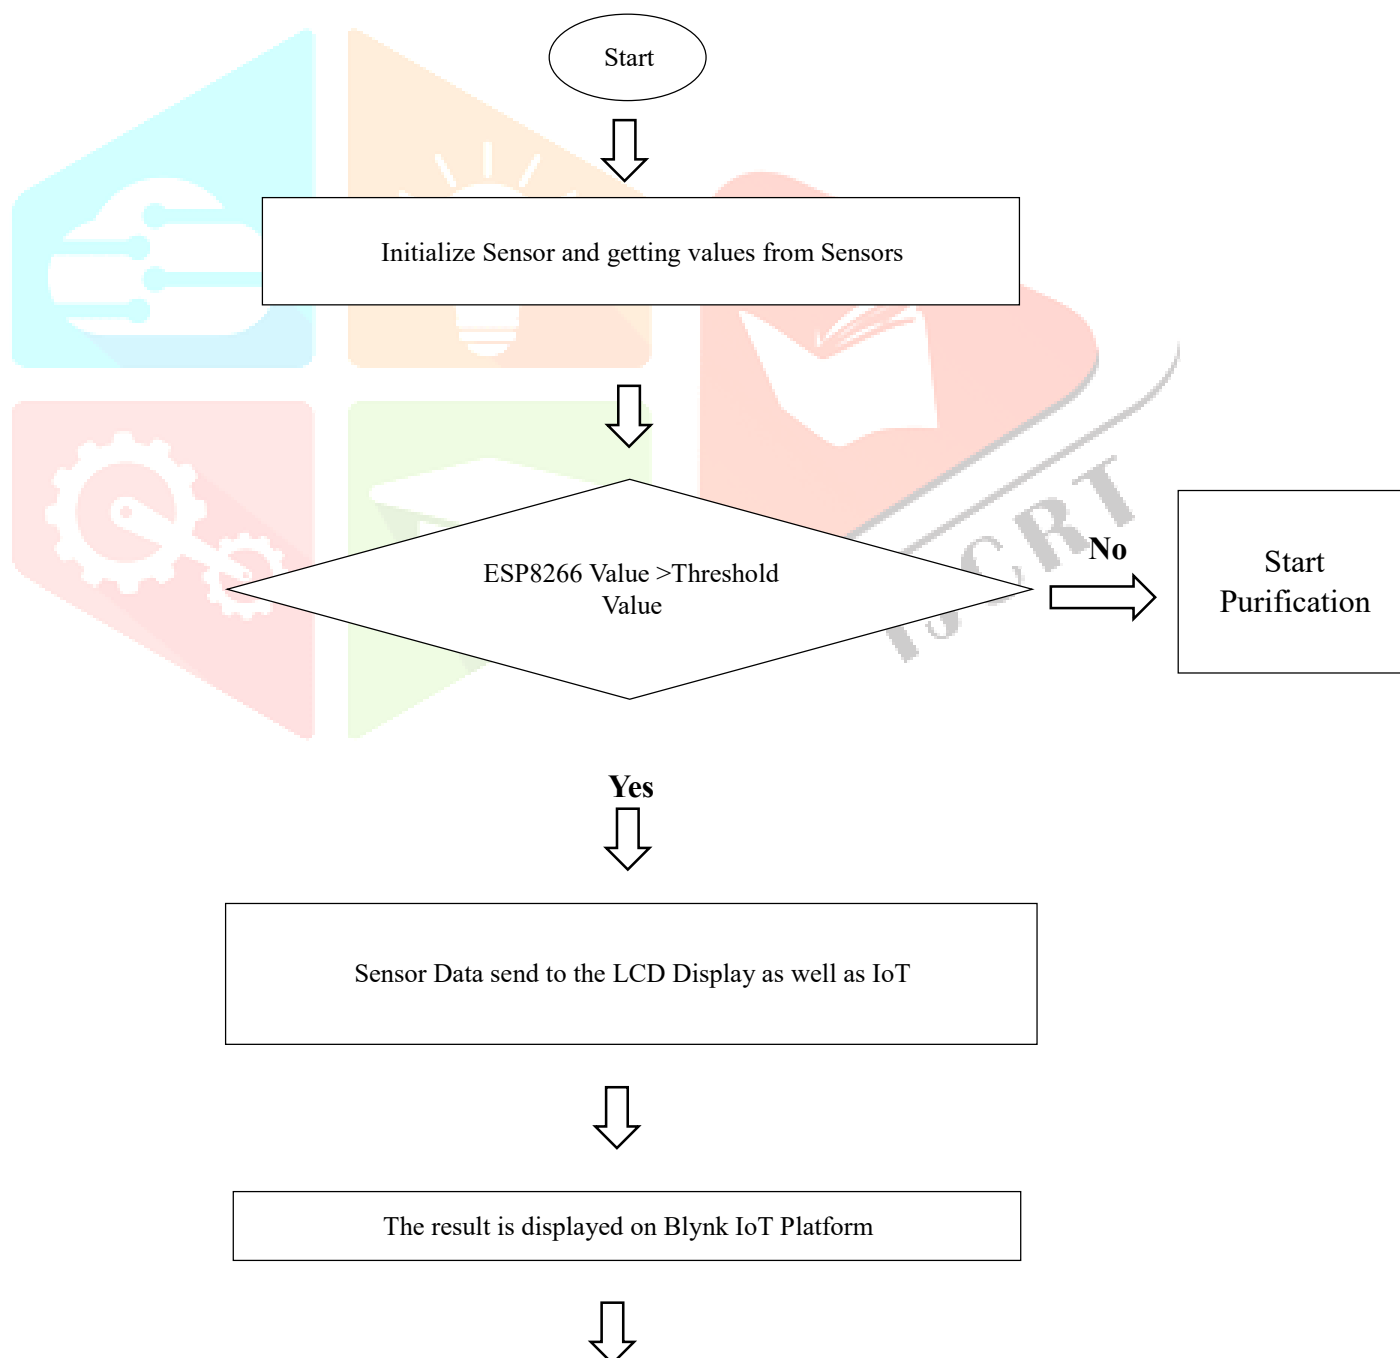 Start
Initialize Sensor and getting values from Sensors
ESP8266 Value >Threshold
Value
No
Start
Purification
IJCRT
Yes
Sensor Data send to the LCD Display as well as IoT
The result is displayed on Blynk IoT Platform